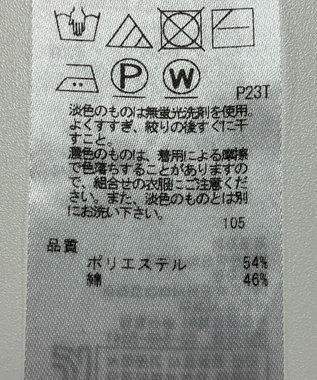 P
W
P23T
淡色のものは無蛍光洗剤を使用。
よくすすぎ、絞りの後すぐに干
すこと。
濃色のものは、着用による摩擦
で色落ちすることがありますの
で、組合せの衣服にご注意くだ
さい。また、淡色のものとは別
にお洗い下さい。
105
品質
ポリエステル 54%
綿 46%